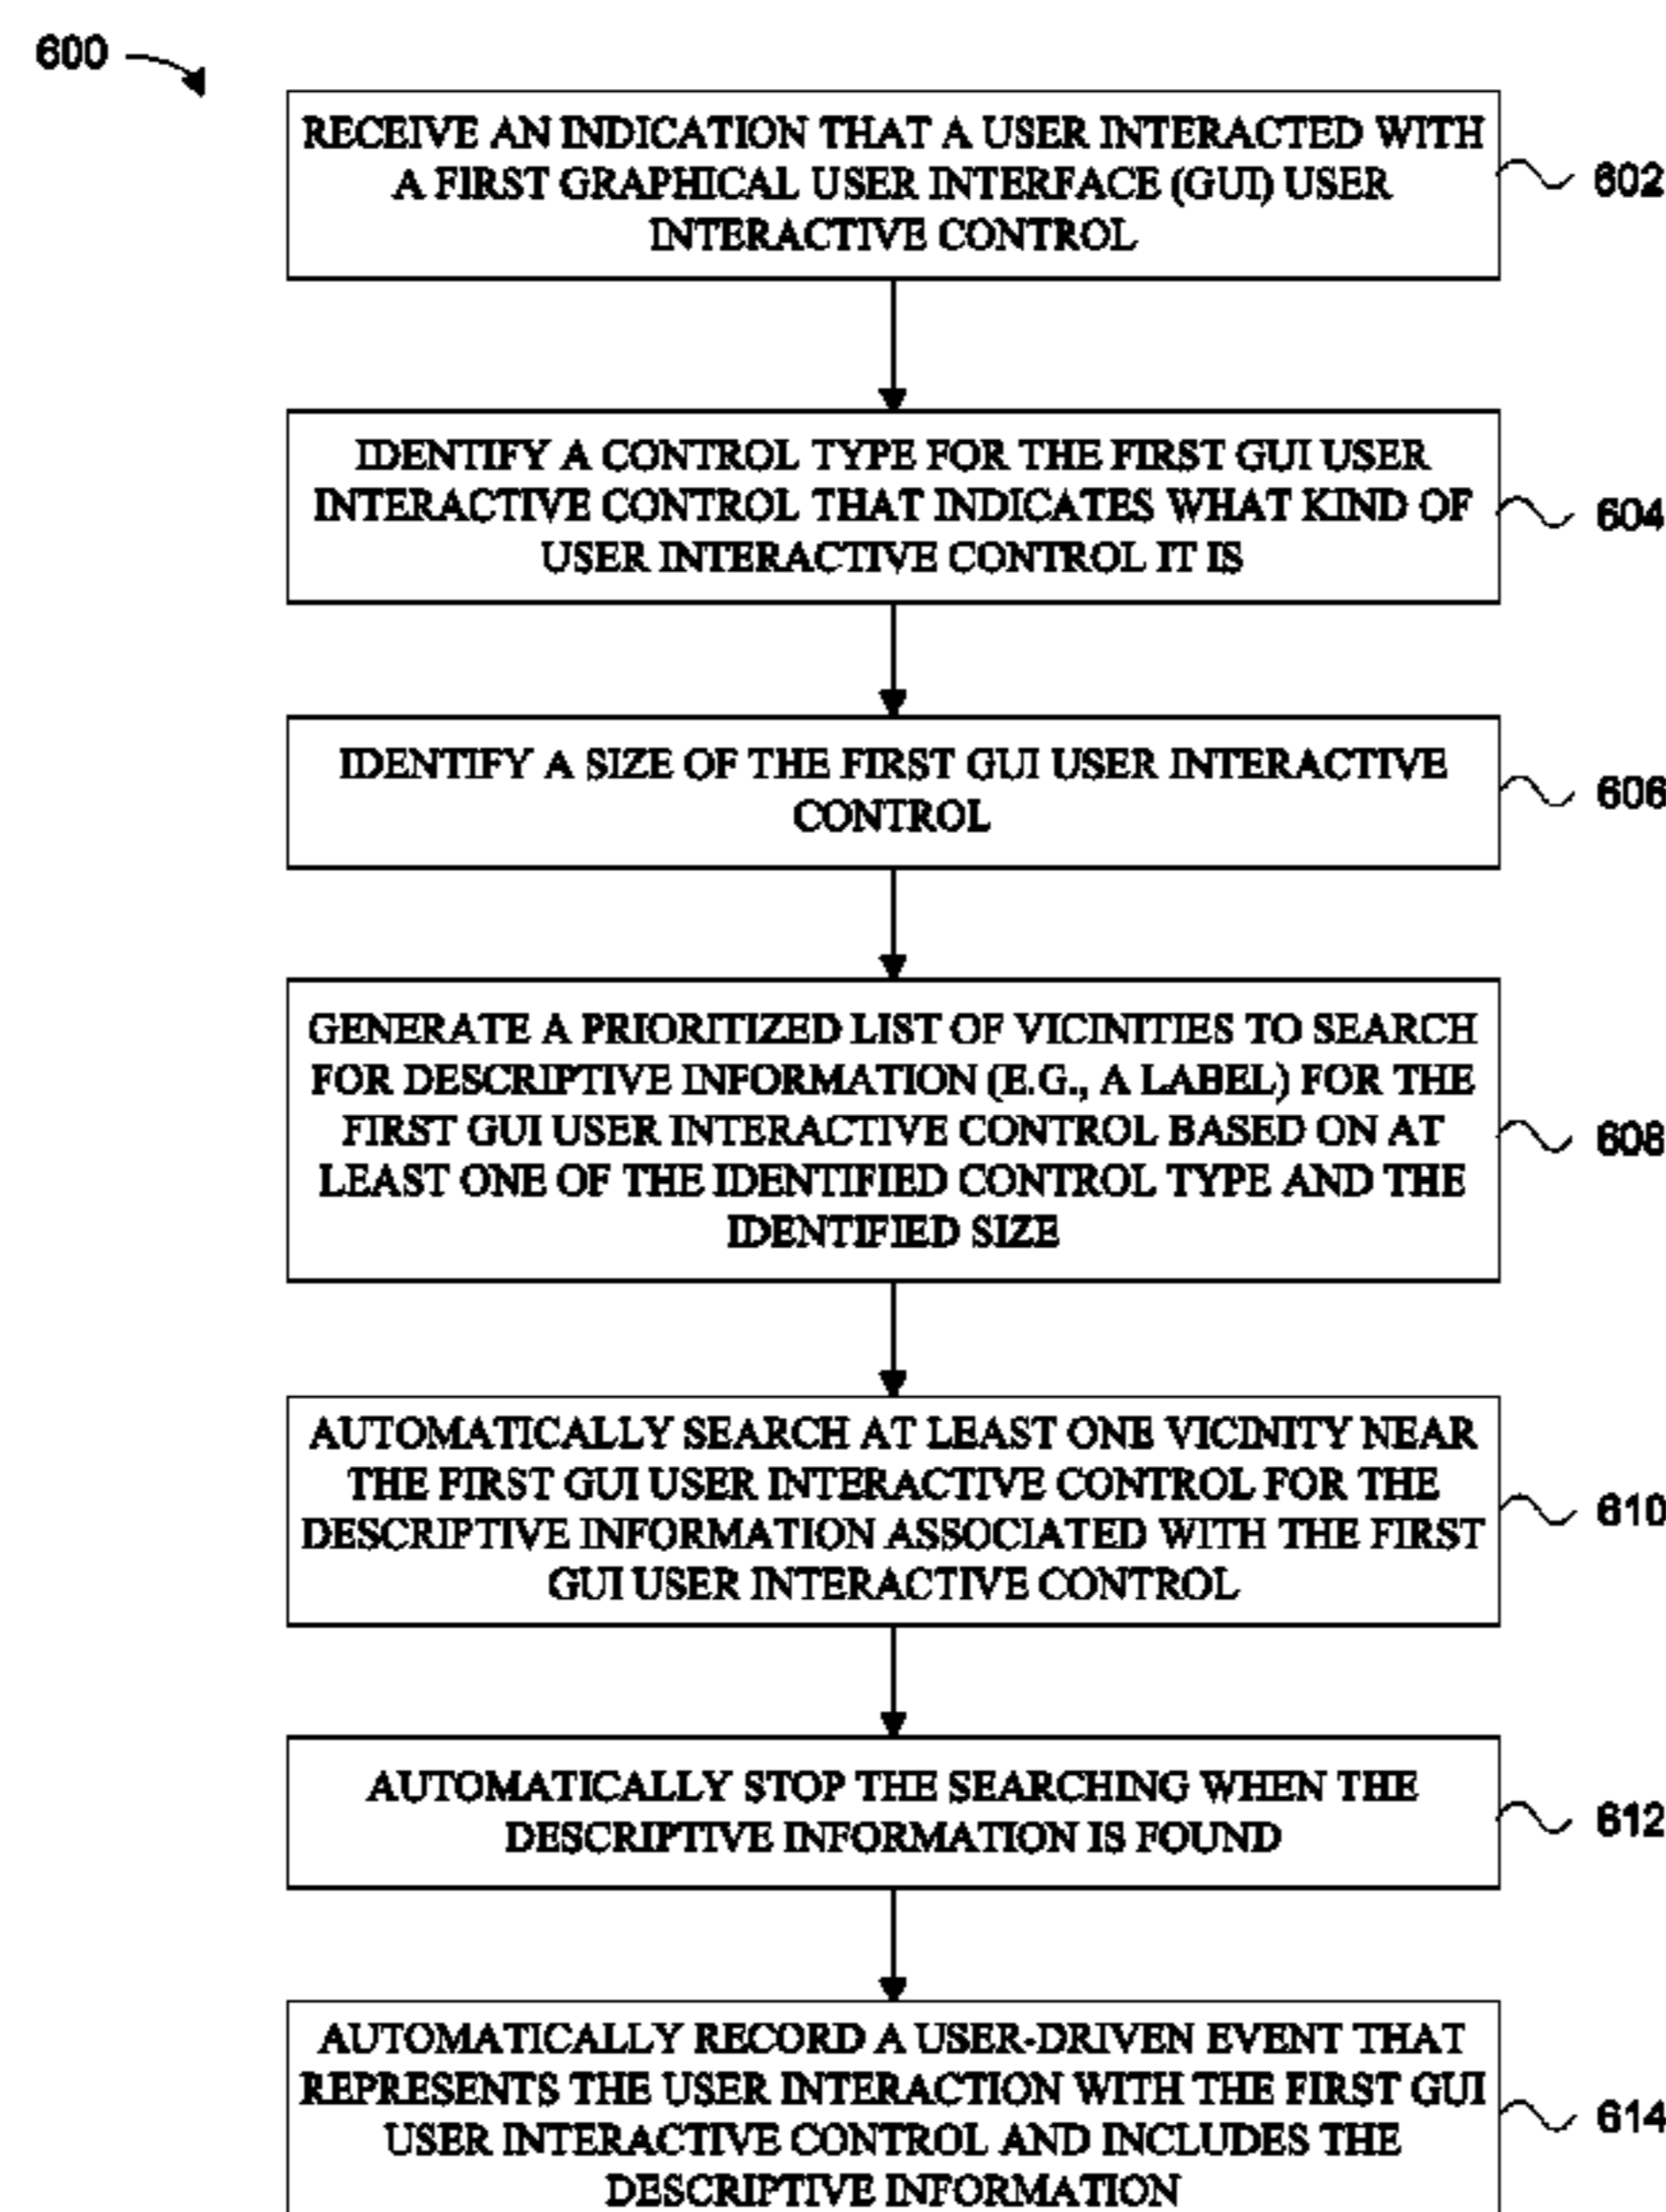 600
RECEIVE AN INDICATION THAT A USER INTERACTED WITH
A FIRST GRAPHICAL USER INTERFACE (GUI) USER
INTERACTIVE CONTROL
602
IDENTIFY A CONTROL TYPE FOR THE FIRST GUI USER
INTERACTIVE CONTROL THAT INDICATES WHAT KIND OF
USER INTERACTIVE CONTROL IT IS
604
IDENTIFY A SIZE OF THE FIRST GUI USER INTERACTIVE
CONTROL
606
GENERATE A PRIORITIZED LIST OF VICINITIES TO SEARCH
FOR DESCRIPTIVE INFORMATION (E.G., A LABEL) FOR THE
FIRST GUI USER INTERACTIVE CONTROL BASED ON AT
LEAST ONE OF THE IDENTIFIED CONTROL TYPE AND THE
IDENTIFIED SIZE
608
AUTOMATICALLY SEARCH AT LEAST ONE VICINITY NEAR
THE FIRST GUI USER INTERACTIVE CONTROL FOR THE
DESCRIPTIVE INFORMATION ASSOCIATED WITH THE FIRST
GUI USER INTERACTIVE CONTROL
610
AUTOMATICALLY STOP THE SEARCHING WHEN THE
DESCRIPTIVE INFORMATION IS FOUND
612
AUTOMATICALLY RECORD A USER-DRIVEN EVENT THAT
REPRESENTS THE USER INTERACTION WITH THE FIRST GUI
USER INTERACTIVE CONTROL AND INCLUDES THE
DESCRIPTIVE INFORMATION
614